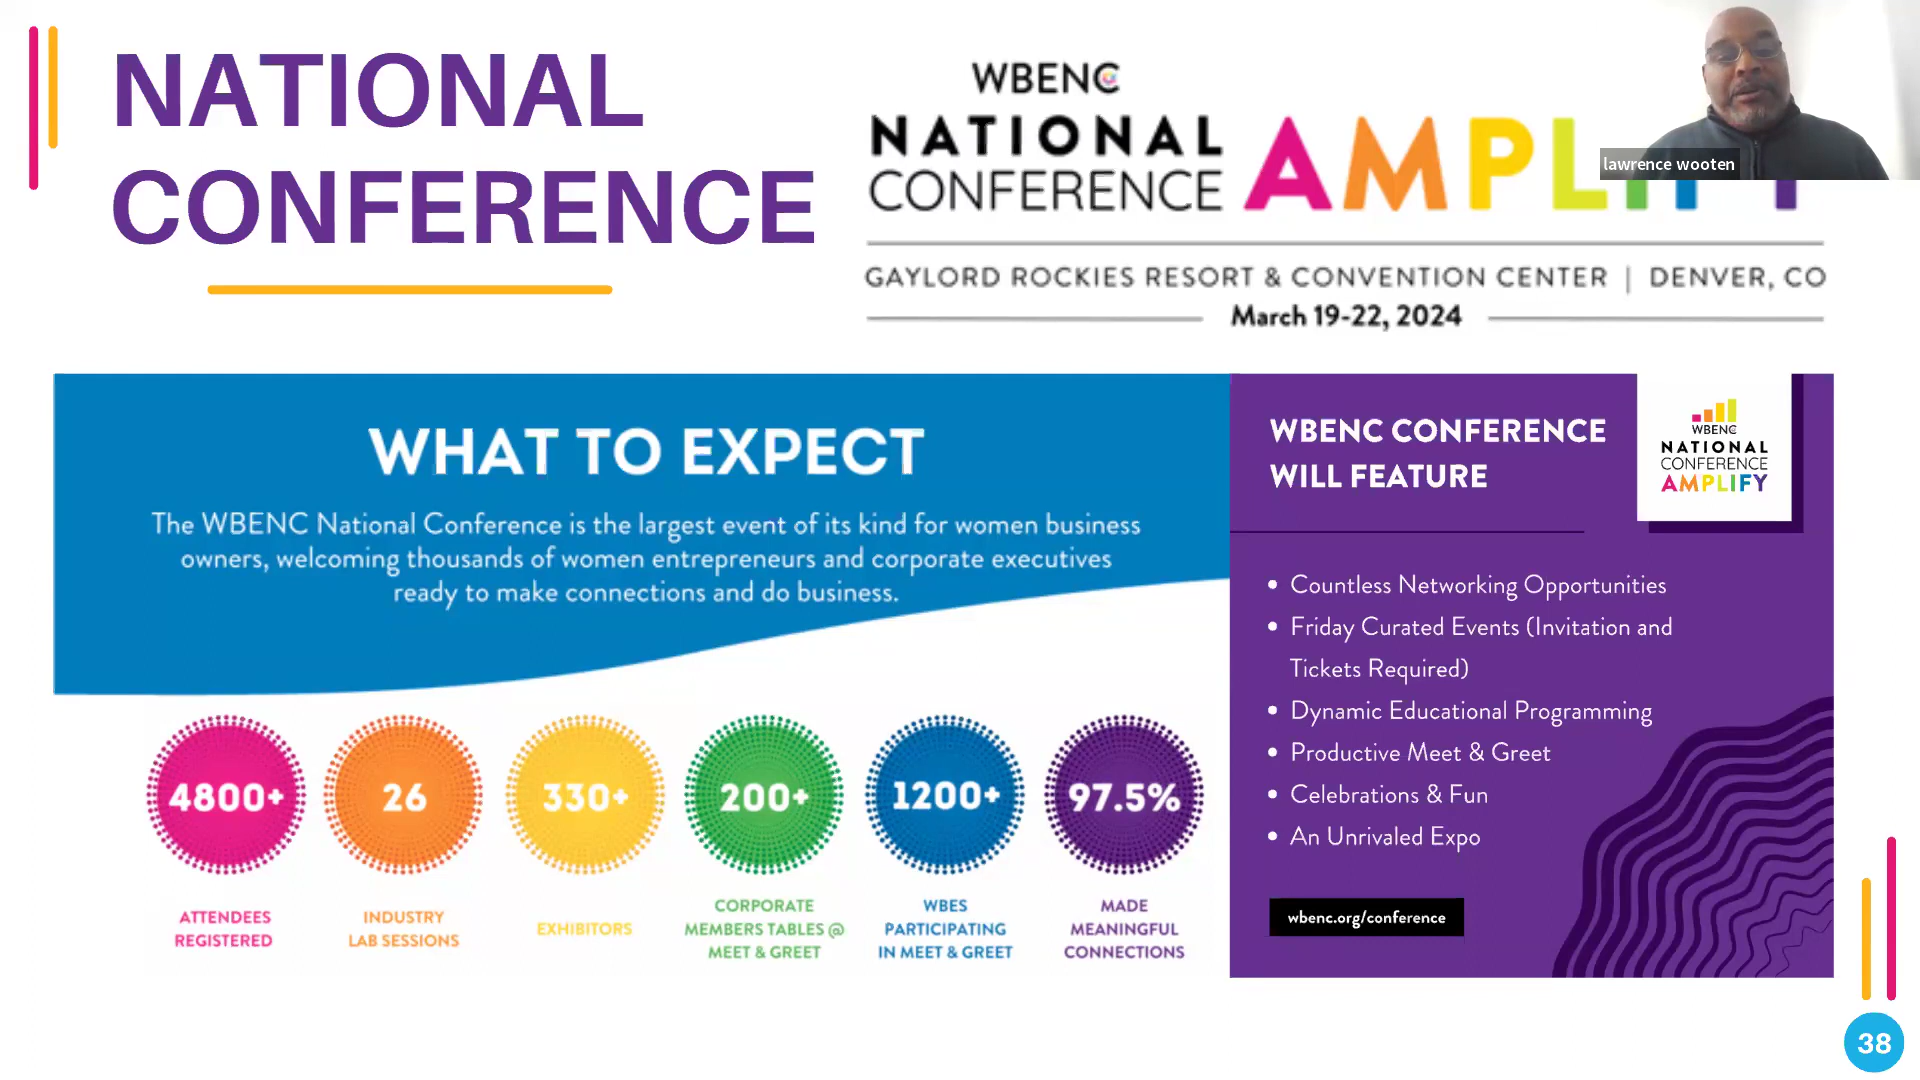 NATIONAL
CONFERENCE
WBENC
NATIONAL
CONFERENCE
AMPLIFY
lawrence wooten
GAYLORD ROCKIES RESORT & CONVENTION CENTER | DENVER, CO
March 19-22, 2024
WHAT TO EXPECT
The WBENC National Conference is the largest event of its kind for women business
owners, welcoming thousands of women entrepreneurs and corporate executives
ready to make connections and do business.
4800+
ATTENDEES
REGISTERED
26
INDUSTRY
LAB SESSIONS
330+
EXHIBITORS
200+
CORPORATE
MEMBERS TABLES @
MEET & GREET
1200+
WBES
PARTICIPATING
IN MEET & GREET
97.5%
MADE
MEANINGFUL
CONNECTIONS
WBENC CONFERENCE
WILL FEATURE
WBENC
NATIONAL
CONFERENCE
AMPLIFY
• Countless Networking Opportunities
• Friday Curated Events (Invitation and
Tickets Required)
• Dynamic Educational Programming
• Productive Meet & Greet
• Celebrations & Fun
• An Unrivaled Expo
wbenc.org/conference
38